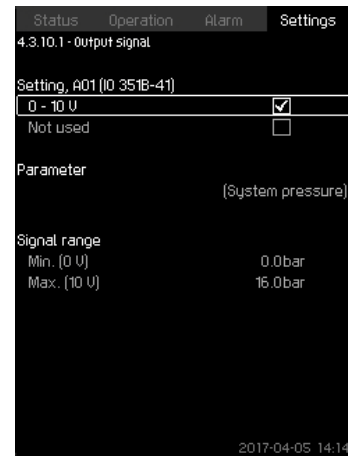 Status Operation Alarm Settings
4.3.10.1 - Output signal
Setting, AO1 (IO 351B-41)
0 - 10 V
Not used
Parameter
(System pressure)
Signal range
Min. (0 V) 0.0bar
Max. (10 V) 16.0bar
2017-04-05 14:14